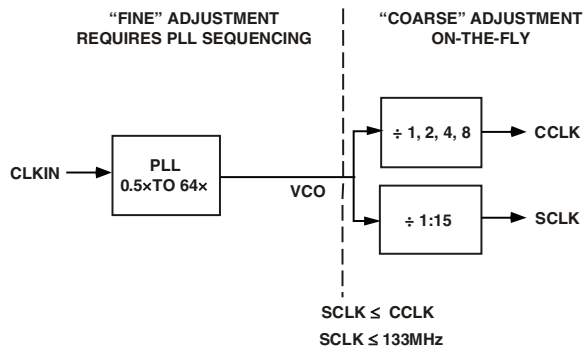 “FINE” ADJUSTMENT
REQUIRES PLL SEQUENCING
“COARSE” ADJUSTMENT
ON-THE-FLY
÷ 1, 2, 4, 8
CCLK
CLKIN
PLL
0.5×TO 64×
VCO
÷ 1:15
SCLK
SCLK ≤ CCLK
SCLK ≤ 133MHz